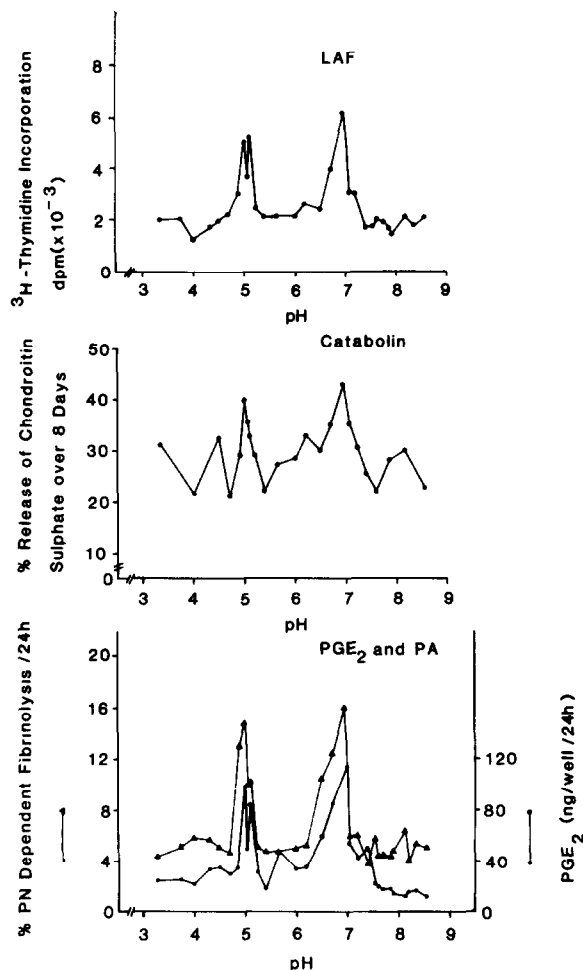 LAF
³H-Thymidine Incorporation
dpm(x10⁻³)
8
6
4
2
0
3 4 5 6 7 8 9
pH
Catabolin
% Release of Chondroitin
Sulphate over 8 Days
50
40
30
20
10
0
3 4 5 6 7 8 9
pH
PGE₂ and PA
% PN Dependent Fibrinolysis /24h
20
16
12
8
4
0
120
80
40
0
PGE₂ (ng/well/24h)
3 4 5 6 7 8 9
pH